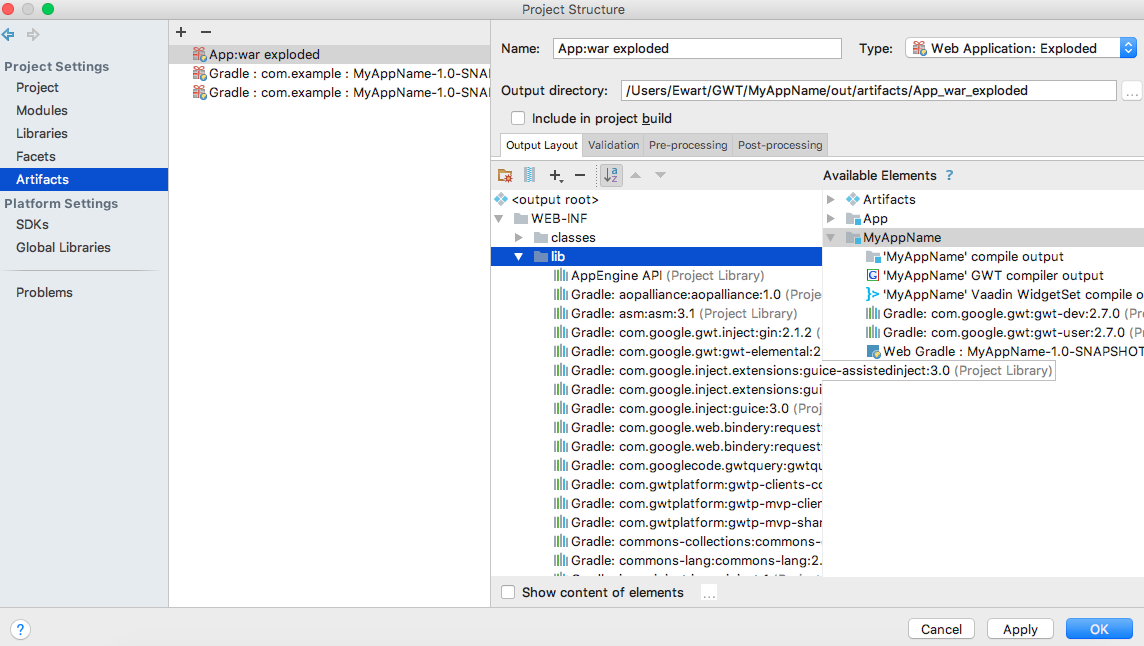 Project Structure
Project Settings
Project
Modules
Libraries
Facets
Artifacts
Platform Settings
SDKs
Global Libraries
Problems
App:war exploded
Gradle : com.example : MyAppName-1.0-SNA
Gradle : com.example : MyAppName-1.0-SNA
Name: App:war exploded Type: Web Application: Exploded
Output directory: /Users/Ewart/GWT/MyAppName/out/artifacts/App_war_exploded ...
Include in project build
Output Layout Validation Pre-processing Post-processing
Available Elements ?
<output root>
WEB-INF
classes
lib
AppEngine API (Project Library)
Gradle: aopalliance:aopalliance:1.0 (Proje
Gradle: asm:asm:3.1 (Project Library)
Gradle: com.google.gwt.inject:gin:2.1.2 (
Gradle: com.google.gwt:gwt-elemental:2
Gradle: com.google.inject.extensions:guice-assistedinject:3.0 (Project Library)
Gradle: com.google.inject.extensions:gui
Gradle: com.google.inject:guice:3.0 (Proj
Gradle: com.google.web.bindery:request
Gradle: com.google.web.bindery:request
Gradle: com.googlecode.gwtquery:gwtqu
Gradle: com.gwtplatform:gwtp-clients-co
Gradle: com.gwtplatform:gwtp-mvp-clien
Gradle: com.gwtplatform:gwtp-mvp-shar
Gradle: commons-collections:commons-
Gradle: commons-lang:commons-lang:2.
Artifacts
App
MyAppName
'MyAppName' compile output
'MyAppName' GWT compiler output
'MyAppName' Vaadin WidgetSet compile o
Gradle: com.google.gwt:gwt-dev:2.7.0 (Pr
Gradle: com.google.gwt:gwt-user:2.7.0 (P
Web Gradle : MyAppName-1.0-SNAPSHOT
Show content of elements ...
? Cancel Apply OK